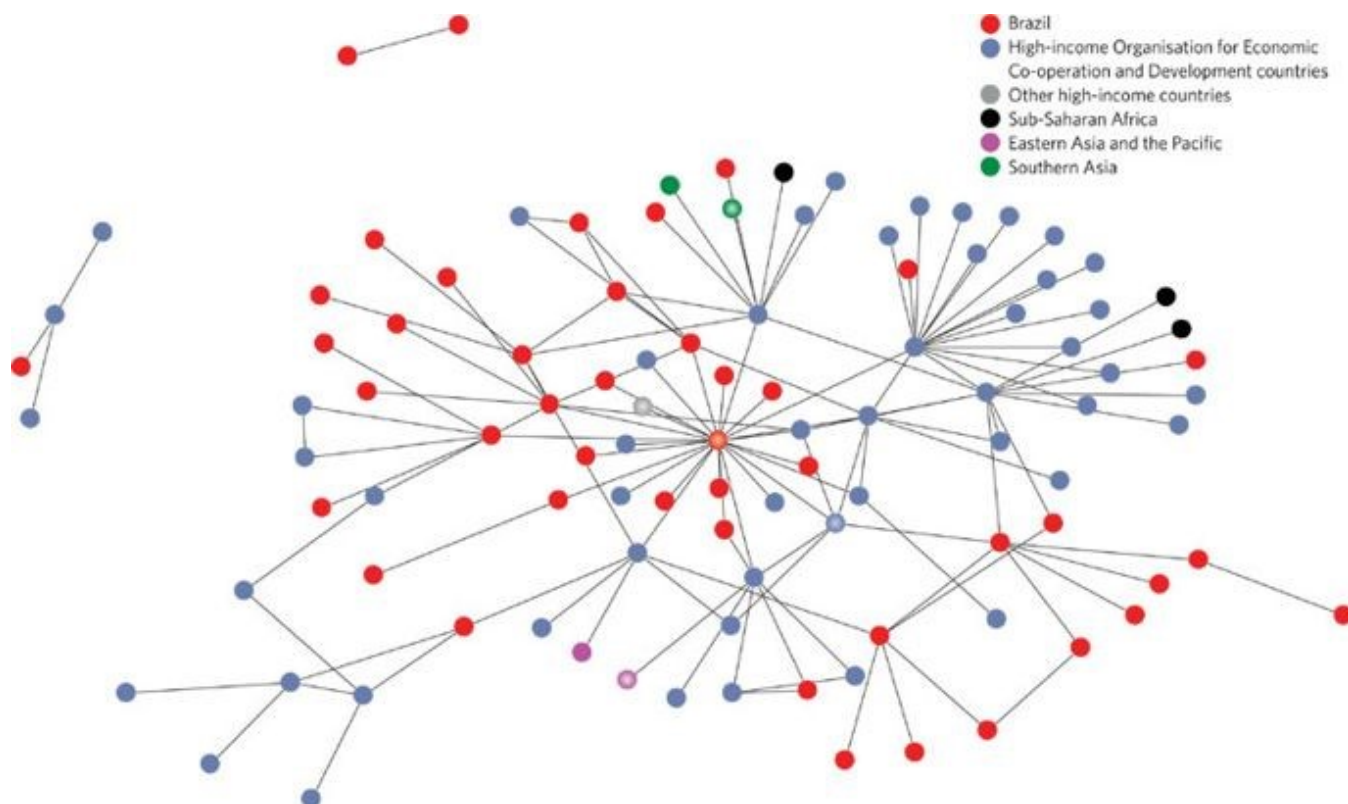 Brazil
High-income Organisation for Economic
Co-operation and Development countries
Other high-income countries
Sub-Saharan Africa
Eastern Asia and the Pacific
Southern Asia